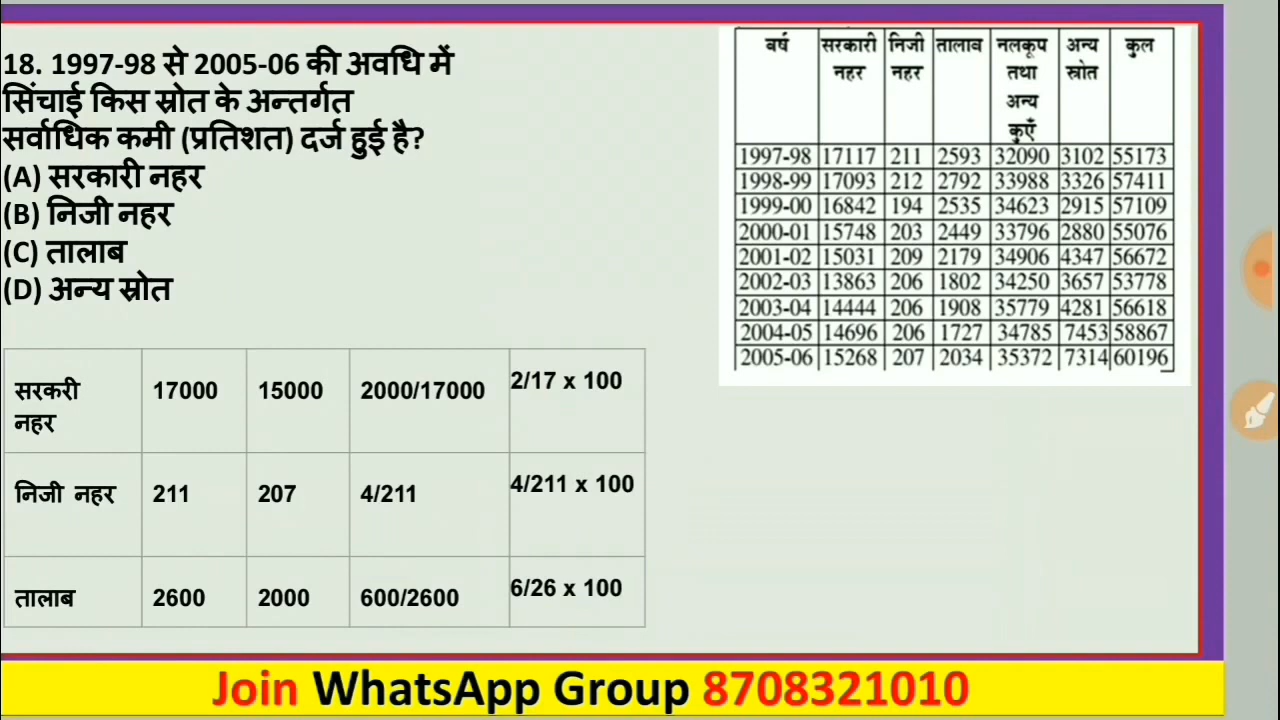 18. 1997-98 से 2005-06 की अवधि में
सिंचाई किस स्रोत के अन्तर्गत
सर्वाधिक कमी (प्रतिशत) दर्ज हुई है?
(A) सरकारी नहर
(B) निजी नहर
(C) तालाब
(D) अन्य स्रोत
वर्ष सरकारी नहर निजी नहर तालाब नलकूप तथा अन्य कुएँ अन्य स्रोत कुल
1997-98 17117 211 2593 32090 3102 55173
1998-99 17093 212 2792 33988 3326 57411
1999-00 16842 194 2535 34623 2915 57109
2000-01 15748 203 2449 33796 2880 55076
2001-02 15031 209 2179 34906 4347 56672
2002-03 13863 206 1802 34250 3657 53778
2003-04 14444 206 1908 35779 4281 56618
2004-05 14696 206 1727 34785 7453 58867
2005-06 15268 207 2034 35372 7314 60196
सरकरी नहर 17000 15000 2000/17000 2/17 x 100
निजी नहर 211 207 4/211 4/211 x 100
तालाब 2600 2000 600/2600 6/26 x 100
Join WhatsApp Group 8708321010